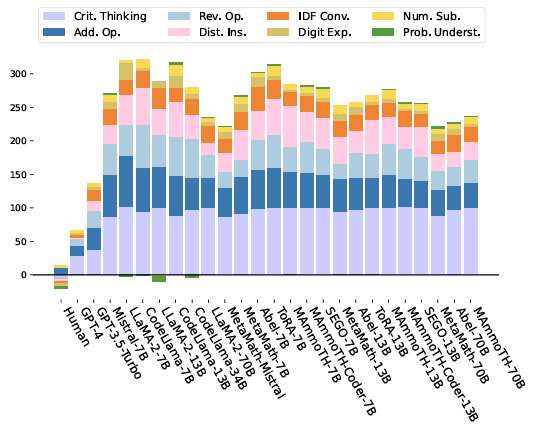 Crit. Thinking
Add. Op.
Rev. Op.
Dist. Ins.
IDF Conv.
Digit Exp.
Num. Sub.
Prob.Underst.
300
250
200
150
100
50
0
Human
GPT-4
GPT-3.5-Turbo
Mistral-7B
LLaMA-2-7B
CodeLlama-7B
LLaMA-2-13B
CodeLlama-13B
CodeLlama-34B
LLaMA-2-70B
MetaMath-Mistral
MetaMath-7B
Abel-7B
ToRA-7B
MAmmoTH-7B
MAmmoTH-Coder-7B
SEGO-7B
MetaMath-13B
Abel-13B
ToRA-13B
MAmmoTH-13B
MAmmoTH-Coder-13B
SEGO-13B
MetaMath-70B
Abel-70B
MAmmoTH-70B